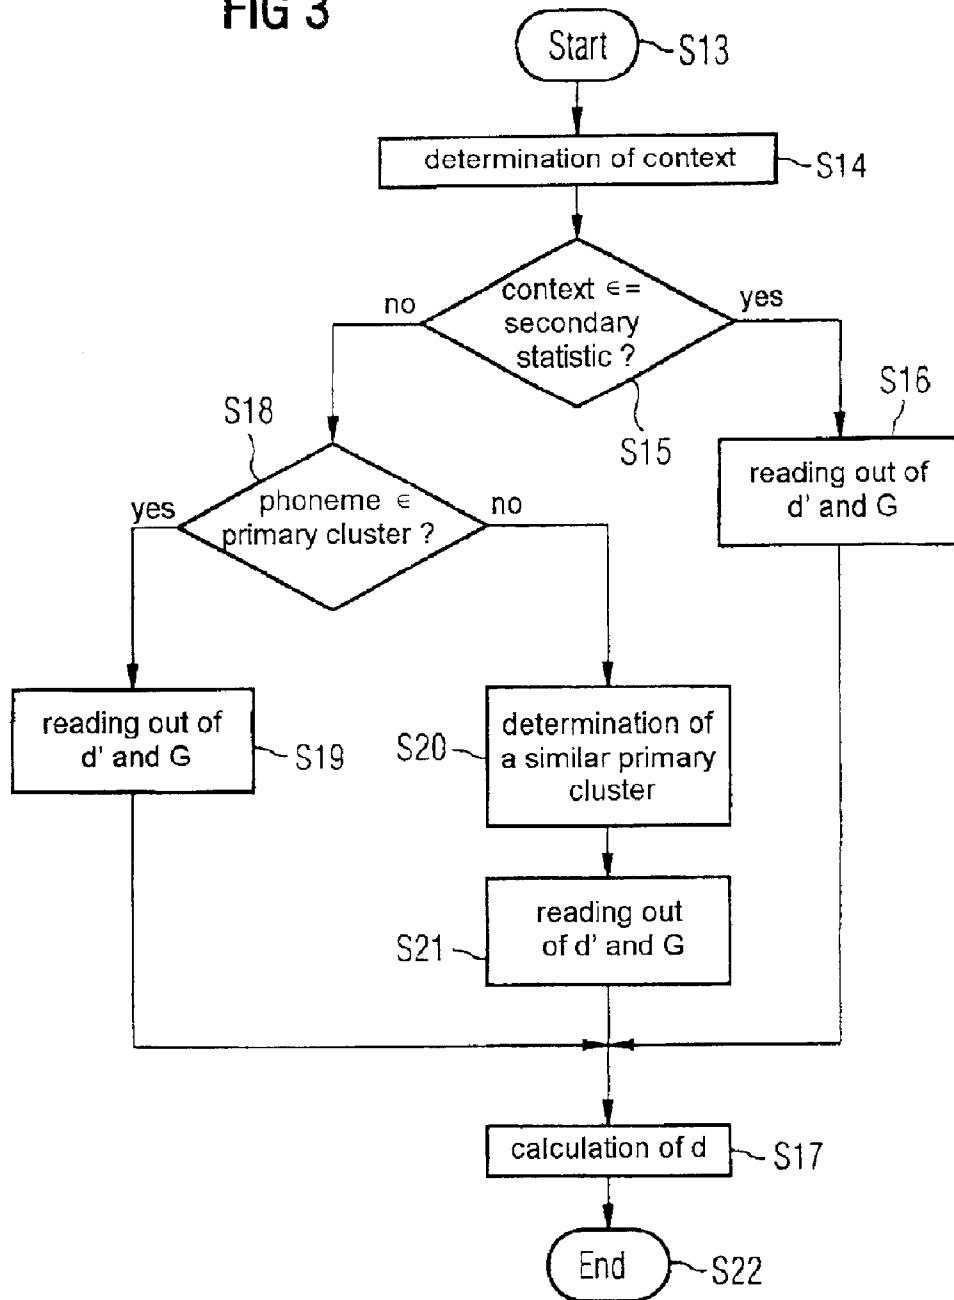 FIG 3
Start
S13
determination of context
S14
context ∈=
secondary
statistic ?
no
yes
S15
S16
reading out of
d' and G
S18
phoneme ∈
primary cluster ?
yes
no
reading out of
d' and G
S19
determination of
a similar primary
cluster
S20
reading out
of d' and G
S21
calculation of d
S17
End
S22